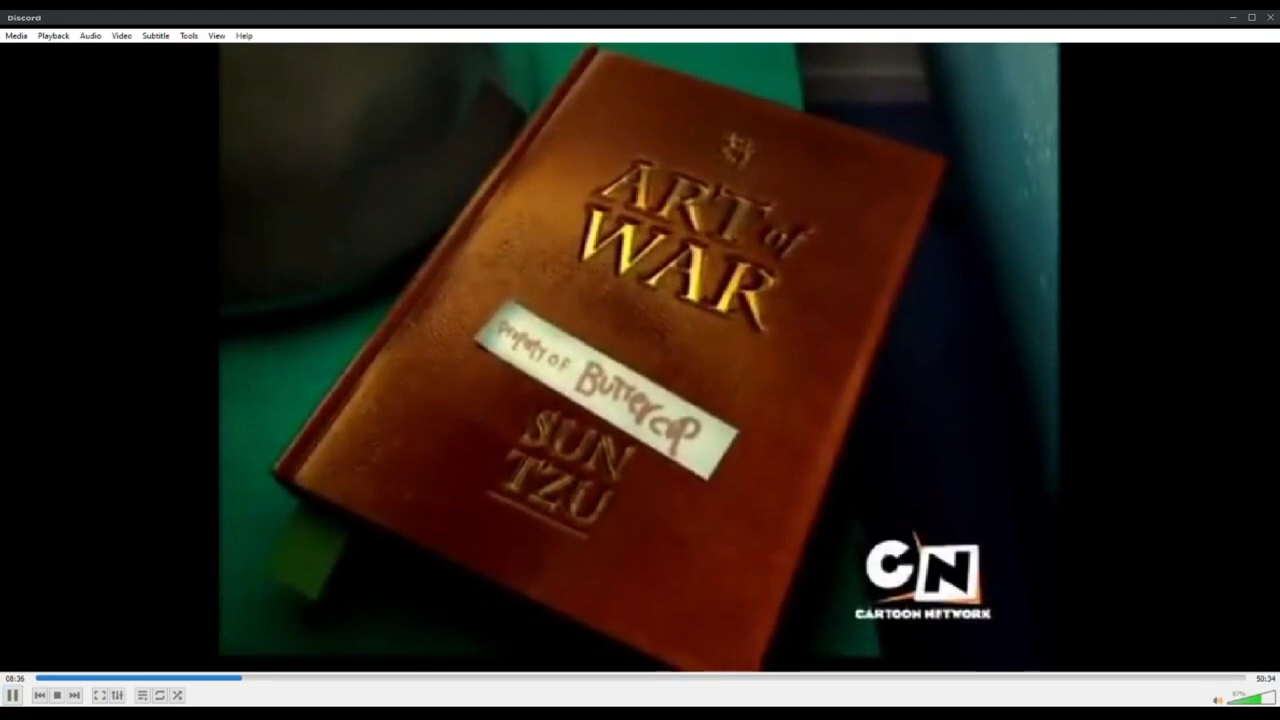 Discord
Media Playback Audio Video Subtitle Tools View Help
ART of
WAR
property of Buttercup
SUN
TZU
CN
CARTOON NETWORK
08:36 50:34
87%